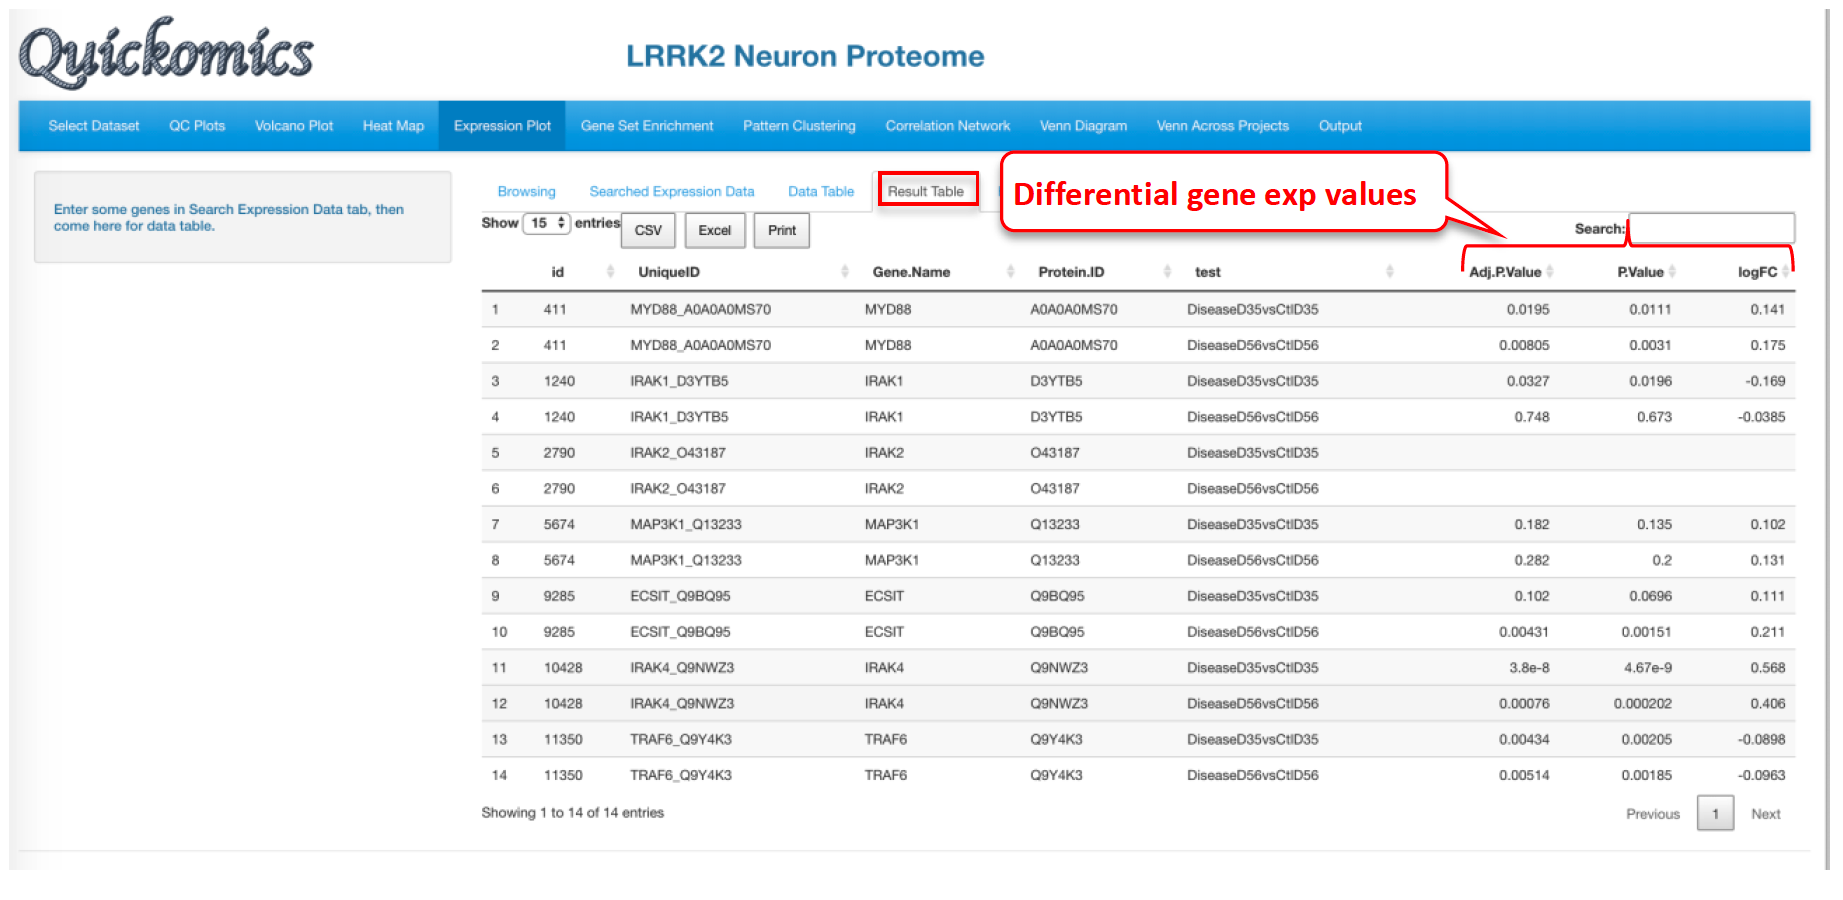 Quickomics
LRRK2 Neuron Proteome
Select Dataset QC Plots Volcano Plot Heat Map Expression Plot Gene Set Enrichment Pattern Clustering Correlation Network Venn Diagram Venn Across Projects Output
Enter some genes in Search Expression Data tab, then
come here for data table.
Browsing Searched Expression Data Data Table Result Table
Differential gene exp values
Show 15 entries CSV Excel Print Search:
id UniqueID Gene.Name Protein.ID test Adj.P.Value P.Value logFC
1 411 MYD88_A0A0A0MS70 MYD88 A0A0A0MS70 DiseaseD35vsCtlD35 0.0195 0.0111 0.141
2 411 MYD88_A0A0A0MS70 MYD88 A0A0A0MS70 DiseaseD56vsCtlD56 0.00805 0.0031 0.175
3 1240 IRAK1_D3YTB5 IRAK1 D3YTB5 DiseaseD35vsCtlD35 0.0327 0.0196 -0.169
4 1240 IRAK1_D3YTB5 IRAK1 D3YTB5 DiseaseD56vsCtlD56 0.748 0.673 -0.0385
5 2790 IRAK2_O43187 IRAK2 O43187 DiseaseD35vsCtlD35
6 2790 IRAK2_O43187 IRAK2 O43187 DiseaseD56vsCtlD56
7 5674 MAP3K1_Q13233 MAP3K1 Q13233 DiseaseD35vsCtlD35 0.182 0.135 0.102
8 5674 MAP3K1_Q13233 MAP3K1 Q13233 DiseaseD56vsCtlD56 0.282 0.2 0.131
9 9285 ECSIT_Q9BQ95 ECSIT Q9BQ95 DiseaseD35vsCtlD35 0.102 0.0696 0.111
10 9285 ECSIT_Q9BQ95 ECSIT Q9BQ95 DiseaseD56vsCtlD56 0.00431 0.00151 0.211
11 10428 IRAK4_Q9NWZ3 IRAK4 Q9NWZ3 DiseaseD35vsCtlD35 3.8e-8 4.67e-9 0.568
12 10428 IRAK4_Q9NWZ3 IRAK4 Q9NWZ3 DiseaseD56vsCtlD56 0.00076 0.000202 0.406
13 11350 TRAF6_Q9Y4K3 TRAF6 Q9Y4K3 DiseaseD35vsCtlD35 0.00434 0.00205 -0.0898
14 11350 TRAF6_Q9Y4K3 TRAF6 Q9Y4K3 DiseaseD56vsCtlD56 0.00514 0.00185 -0.0963
Showing 1 to 14 of 14 entries
Previous 1 Next